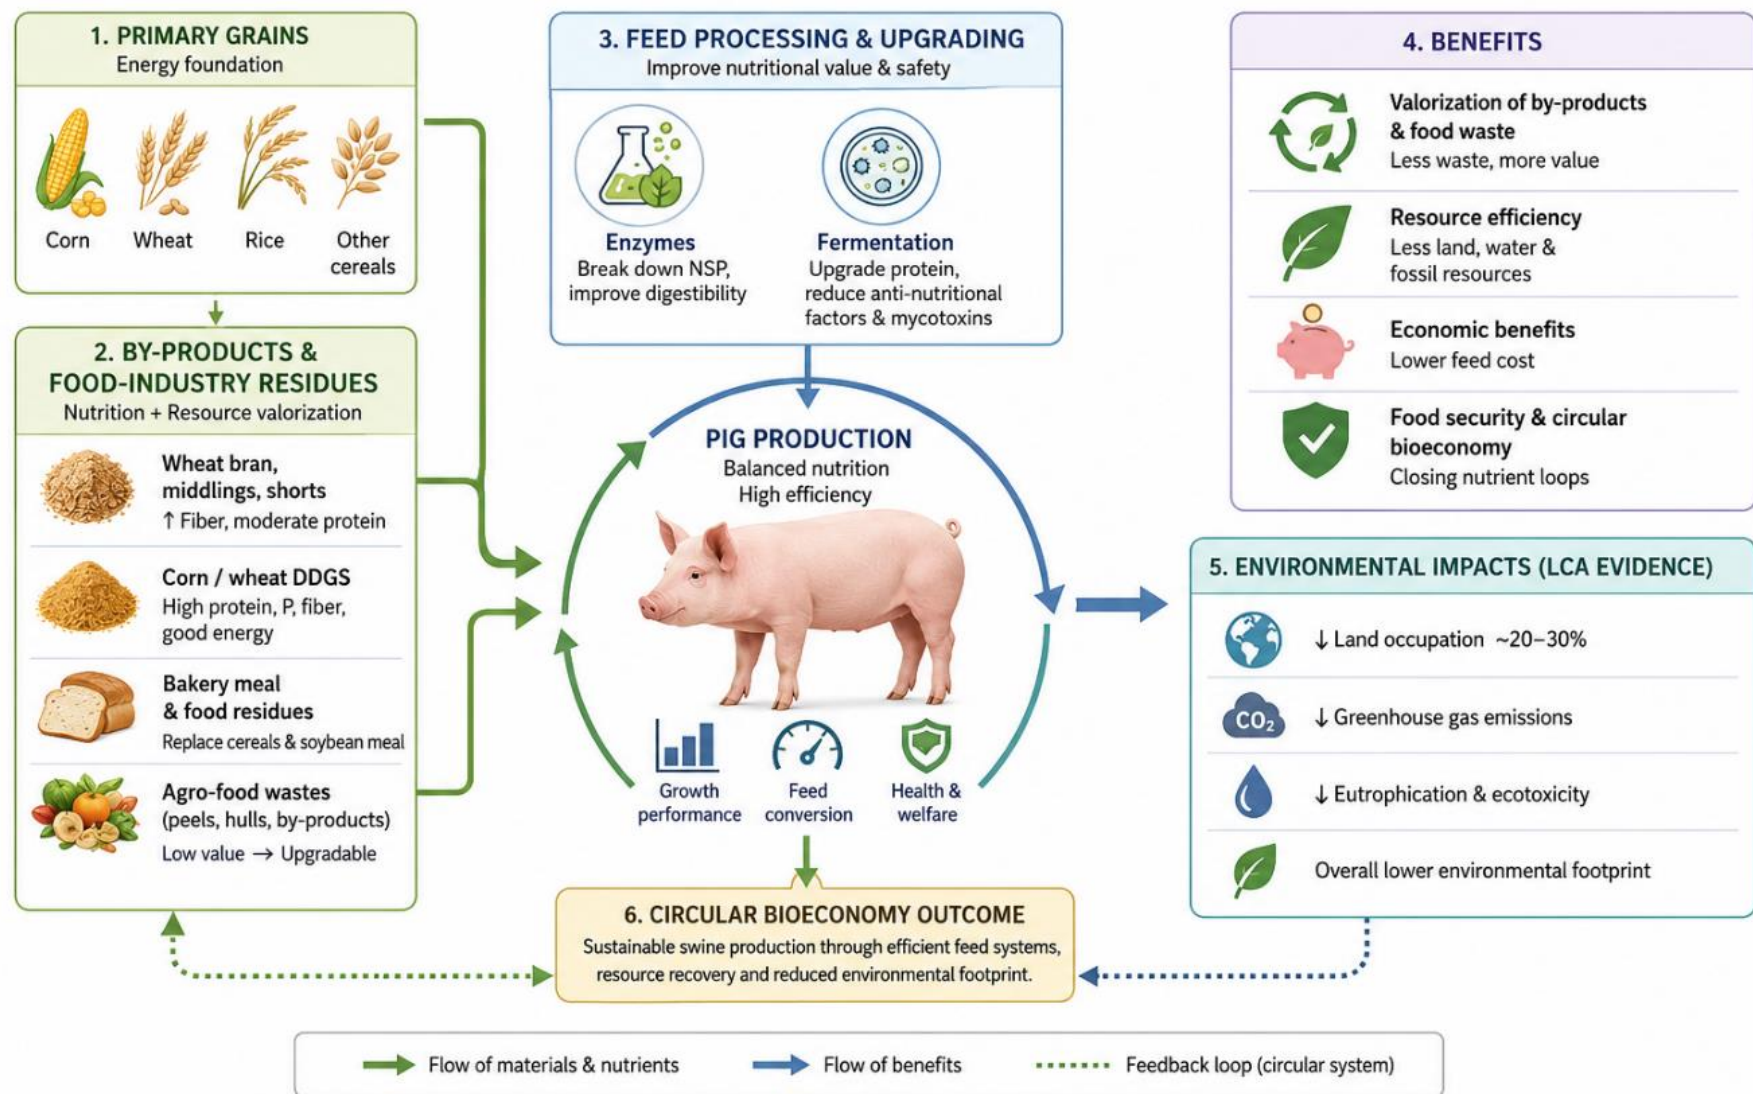 1. PRIMARY GRAINS
Energy foundation
Corn
Wheat
Rice
Other
cereals
2. BY-PRODUCTS &
FOOD-INDUSTRY RESIDUES
Nutrition + Resource valorization
Wheat bran,
middlings, shorts
↑ Fiber, moderate protein
Corn / wheat DDGS
High protein, P, fiber,
good energy
Bakery meal
& food residues
Replace cereals & soybean meal
Agro-food wastes
(peels, hulls, by-products)
Low value → Upgradable
3. FEED PROCESSING & UPGRADING
Improve nutritional value & safety
Enzymes
Break down NSP,
improve digestibility
Fermentation
Upgrade protein,
reduce anti-nutritional
factors & mycotoxins
PIG PRODUCTION
Balanced nutrition
High efficiency
Growth
performance
Feed
conversion
Health &
welfare
4. BENEFITS
Valorization of by-products
& food waste
Less waste, more value
Resource efficiency
Less land, water &
fossil resources
Economic benefits
Lower feed cost
Food security & circular
bioeconomy
Closing nutrient loops
5. ENVIRONMENTAL IMPACTS (LCA EVIDENCE)
↓ Land occupation ~20–30%
CO₂
↓ Greenhouse gas emissions
↓ Eutrophication & ecotoxicity
Overall lower environmental footprint
6. CIRCULAR BIOECONOMY OUTCOME
Sustainable swine production through efficient feed systems,
resource recovery and reduced environmental footprint.
Flow of materials & nutrients
Flow of benefits
Feedback loop (circular system)